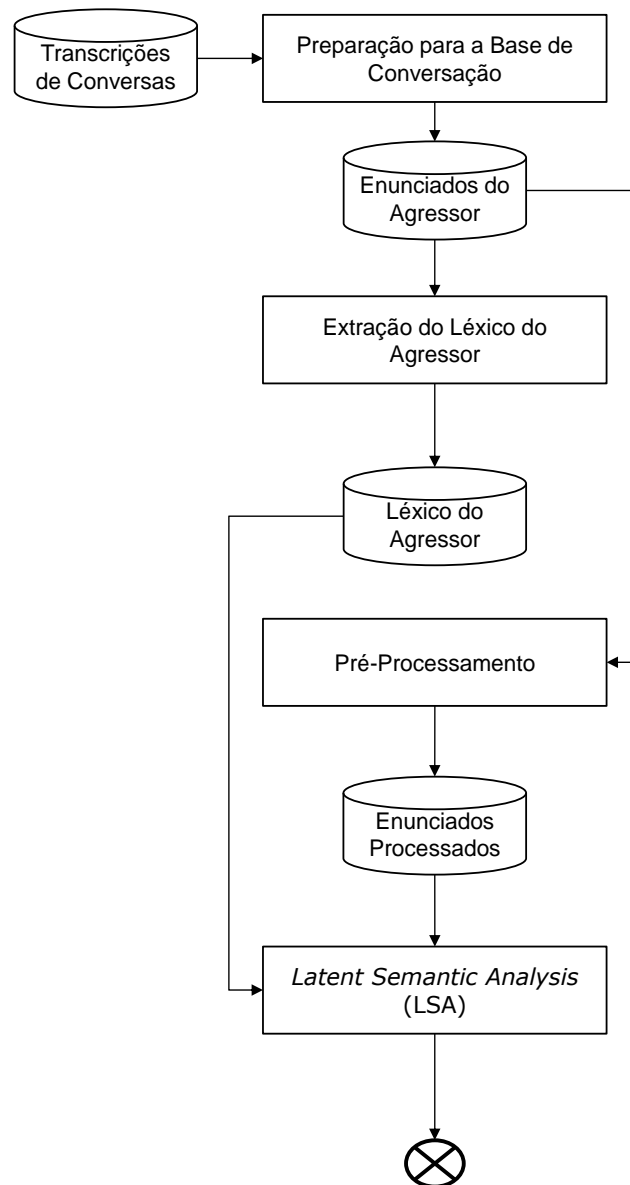 Transcrições
de Conversas
Preparação para a Base de
Conversação
Enunciados do
Agressor
Extração do Léxico do
Agressor
Léxico do
Agressor
Pré-Processamento
Enunciados
Processados
Latent Semantic Analysis
(LSA)